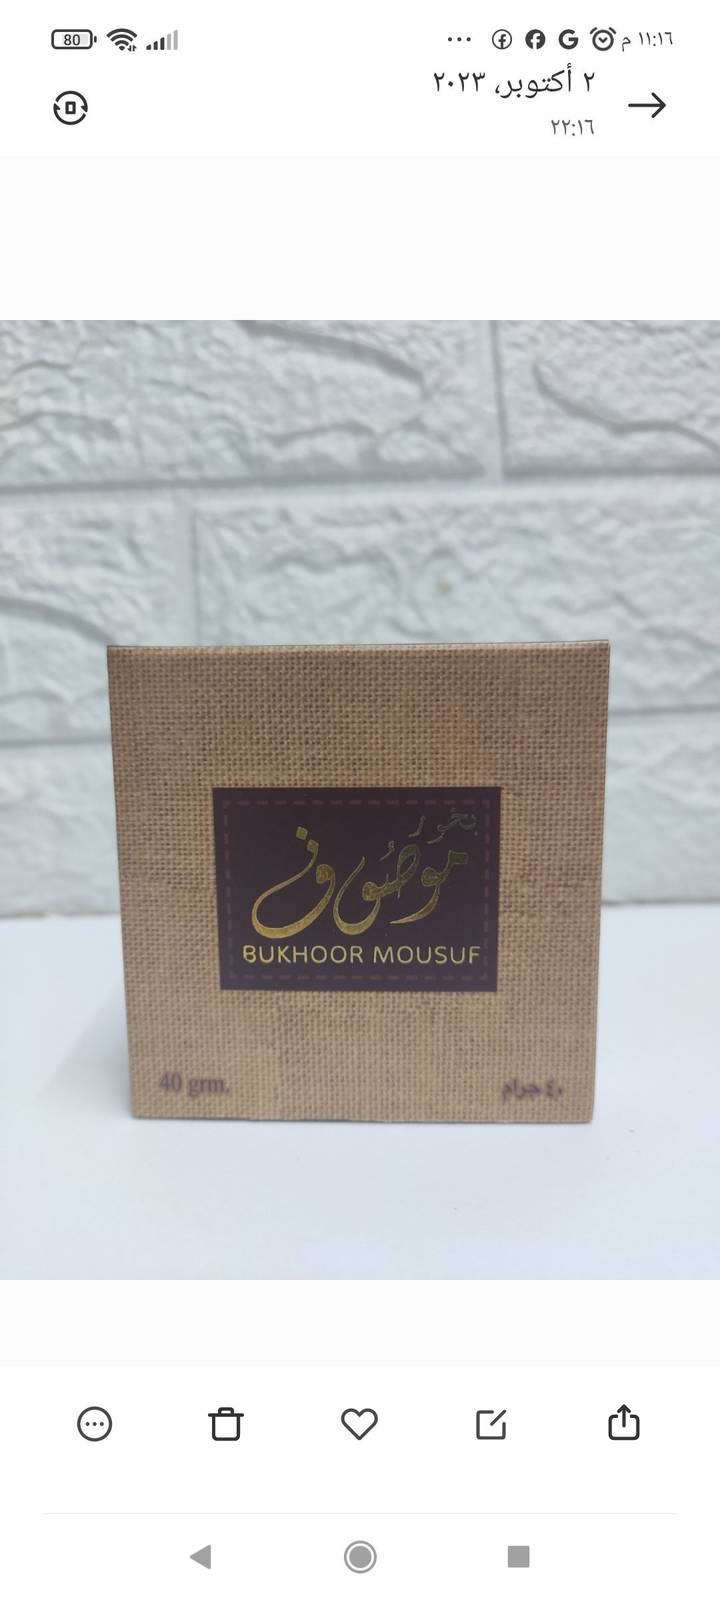 80
١١:١٦ م
٢ أكتوبر، ٢٠٢٣
٢٢:١٦
بخور
موصوف
BUKHOOR MOUSUF
40 grm.
٤٠ جرام